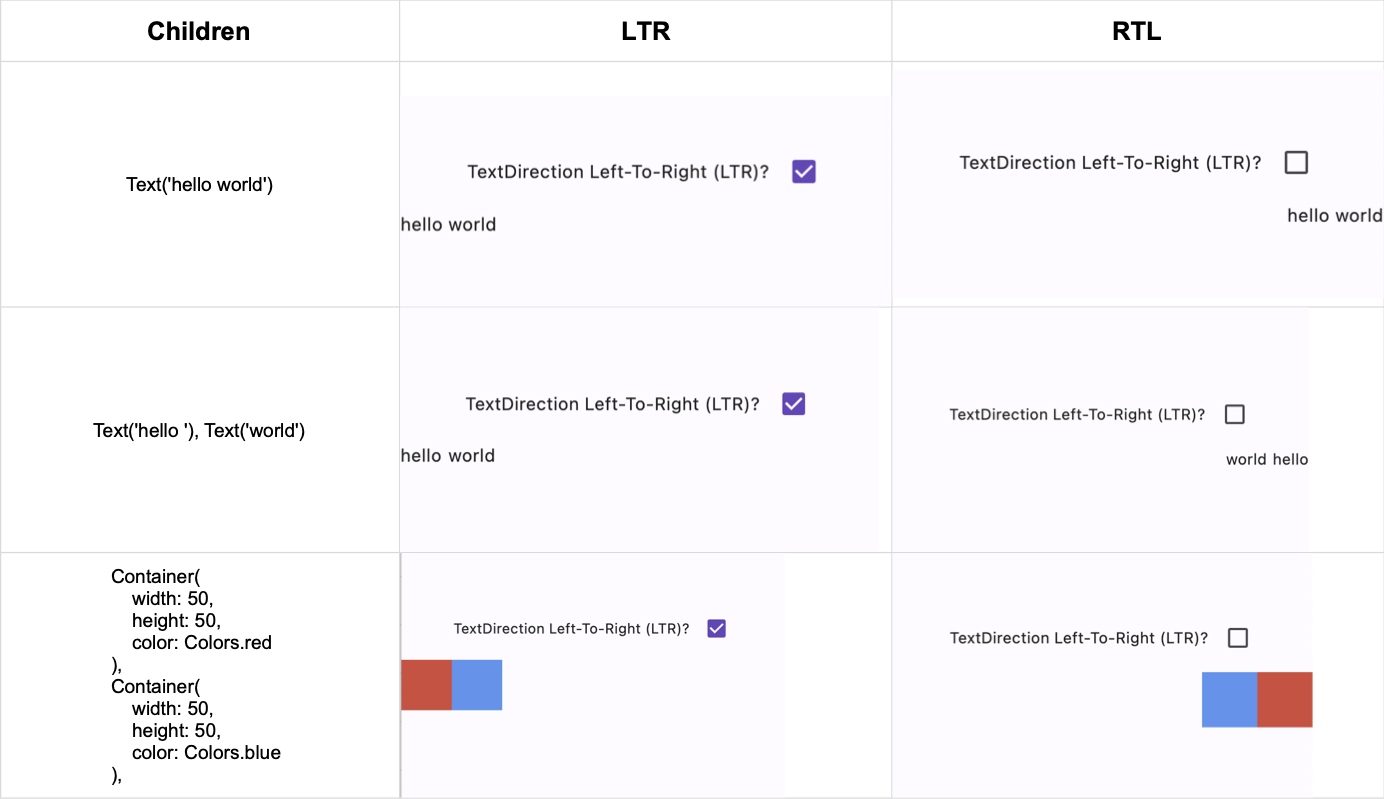 Children
LTR
RTL
Text('hello world')
TextDirection Left-To-Right (LTR)?
hello world
TextDirection Left-To-Right (LTR)?
hello world
Text('hello '), Text('world')
TextDirection Left-To-Right (LTR)?
hello world
TextDirection Left-To-Right (LTR)?
world hello
Container(
width: 50,
height: 50,
color: Colors.red
),
Container(
width: 50,
height: 50,
color: Colors.blue
),
TextDirection Left-To-Right (LTR)?
TextDirection Left-To-Right (LTR)?